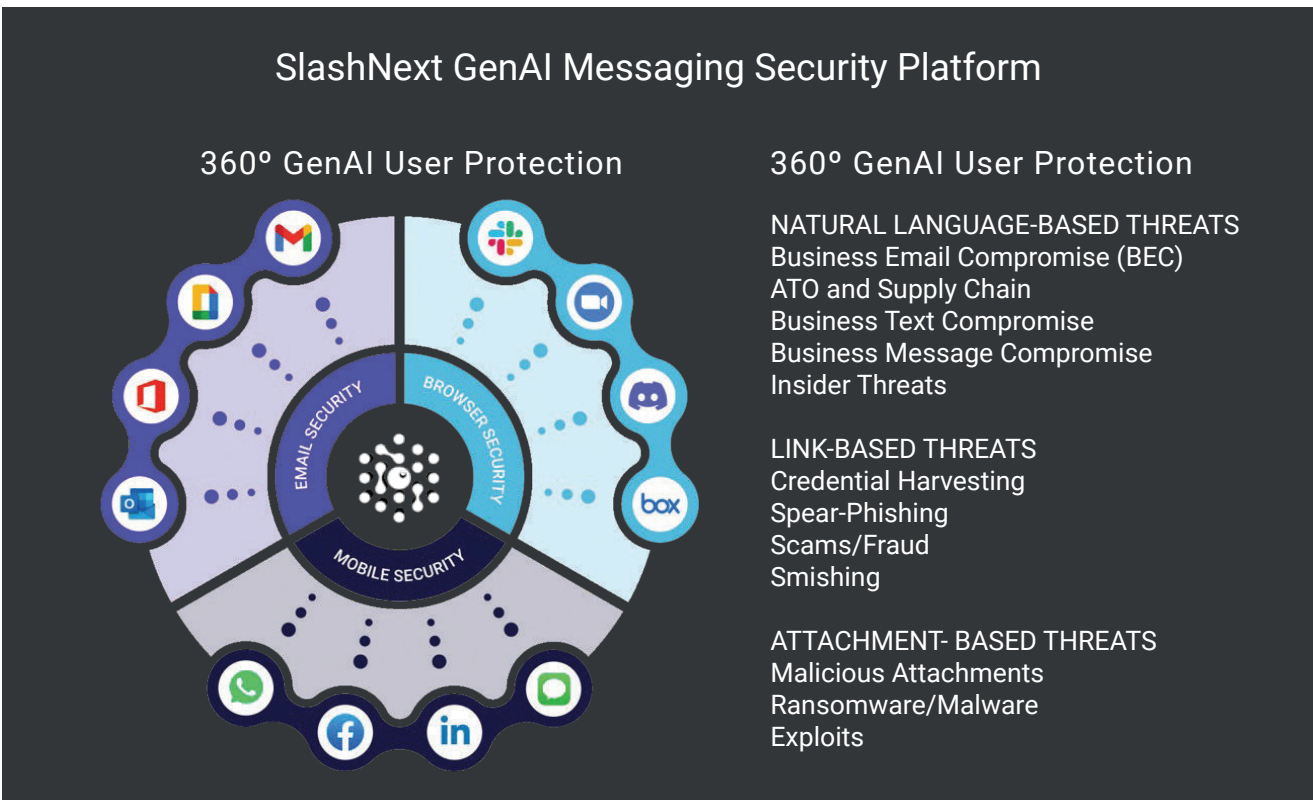 SlashNext GenAI Messaging Security Platform
360º GenAI User Protection
EMAIL SECURITY
BROWSER SECURITY
MOBILE SECURITY
box
in
360º GenAI User Protection
NATURAL LANGUAGE-BASED THREATS
Business Email Compromise (BEC)
ATO and Supply Chain
Business Text Compromise
Business Message Compromise
Insider Threats
LINK-BASED THREATS
Credential Harvesting
Spear-Phishing
Scams/Fraud
Smishing
ATTACHMENT- BASED THREATS
Malicious Attachments
Ransomware/Malware
Exploits